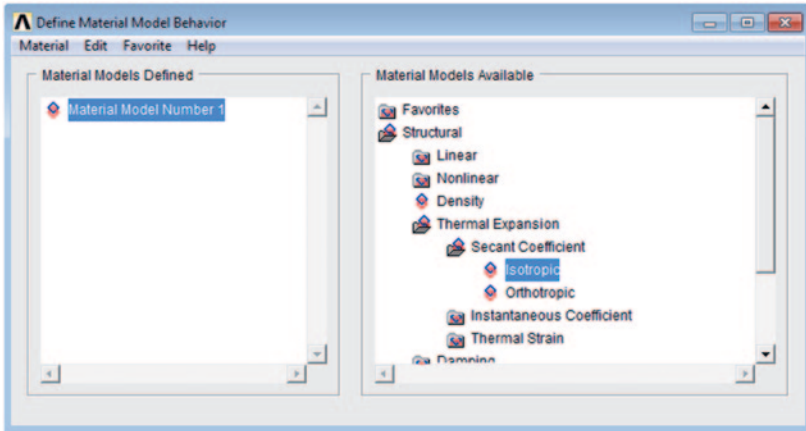 Define Material Model Behavior
Material Edit Favorite Help
Material Models Defined
Material Model Number 1
Material Models Available
Favorites
Structural
Linear
Nonlinear
Density
Thermal Expansion
Secant Coefficient
Isotropic
Orthotropic
Instantaneous Coefficient
Thermal Strain
Damping